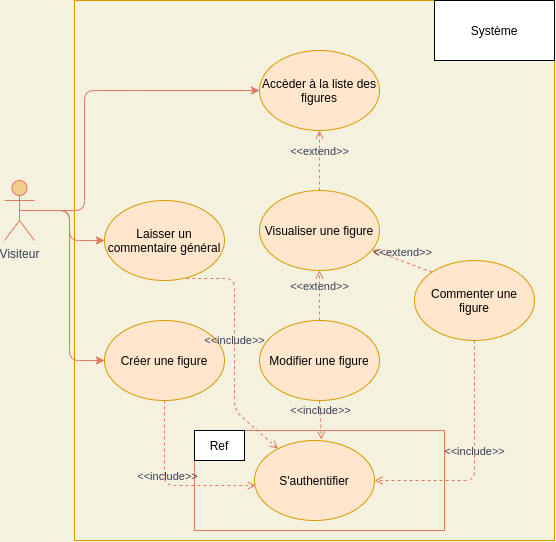 Système
Accèder à la liste des
figures
<<extend>>
Visiteur
Laisser un
commentaire général
Visualiser une figure
<<extend>>
<<extend>>
Commenter une
figure
<<include>>
Créer une figure
Modifier une figure
<<include>>
Ref
<<include>>
<<include>>
S'authentifier